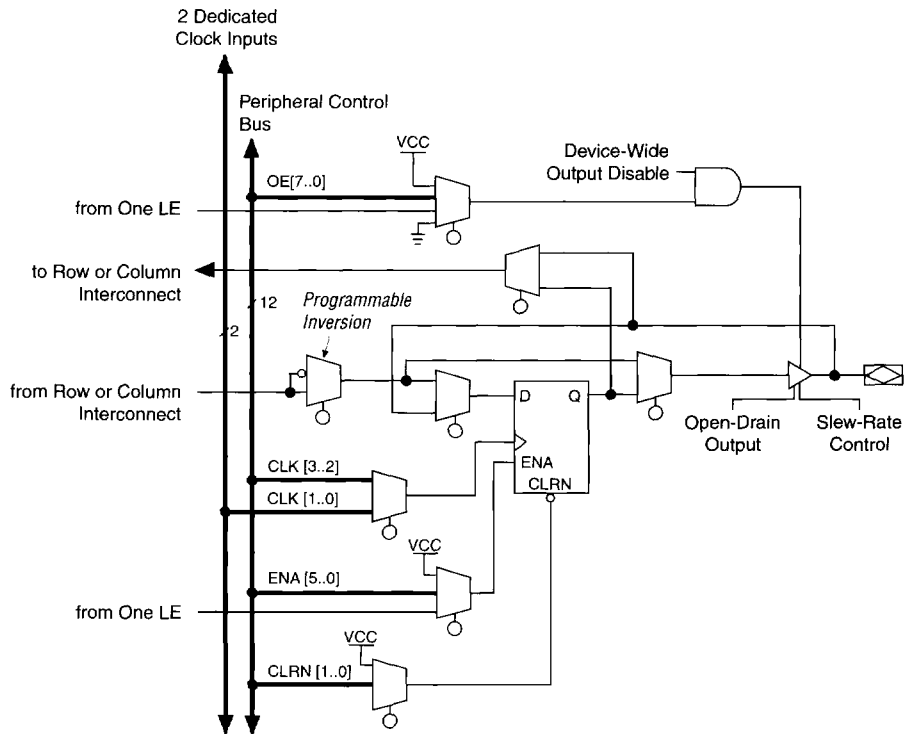 2 Dedicated
Clock Inputs
Peripheral Control
Bus
VCC
OE[7..0]
Device-Wide
Output Disable
from One LE
to Row or Column
Interconnect
12
2
Programmable
Inversion
from Row or Column
Interconnect
D
Q
ENA
CLRN
Open-Drain
Output
Slew-Rate
Control
CLK [3..2]
CLK [1..0]
VCC
ENA [5..0]
from One LE
VCC
CLRN [1..0]